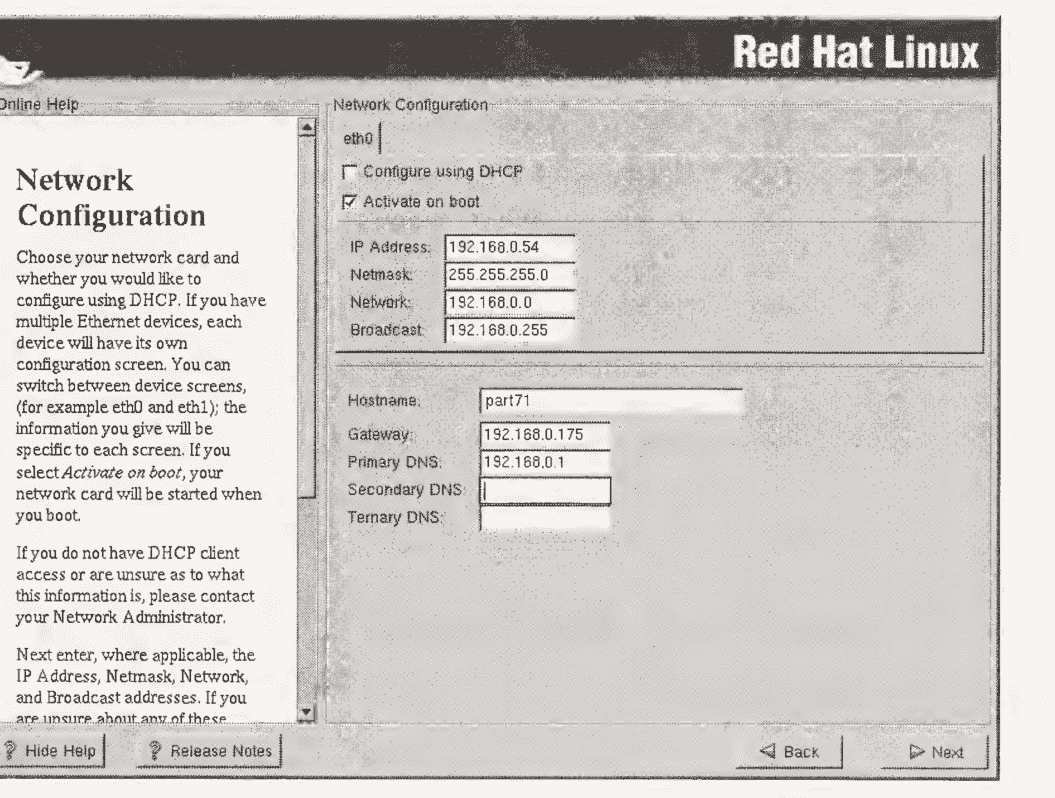 Red Hat Linux
Online Help
Network
Configuration
Choose your network card and
whether you would like to
configure using DHCP. If you have
multiple Ethernet devices, each
device will have its own
configuration screen. You can
switch between device screens,
(for example eth0 and eth1); the
information you give will be
specific to each screen. If you
select Activate on boot, your
network card will be started when
you boot.
If you do not have DHCP client
access or are unsure as to what
this information is, please contact
your Network Administrator.
Next enter, where applicable, the
IP Address, Netmask, Network,
and Broadcast addresses. If you
are unsure about any of these
Network Configuration
eth0
Configure using DHCP
Activate on boot
IP Address: 192.168.0.54
Netmask: 255.255.255.0
Network: 192.168.0.0
Broadcast: 192.168.0.255
Hostname: part71
Gateway: 192.168.0.175
Primary DNS: 192.168.0.1
Secondary DNS:
Ternary DNS:
? Hide Help
? Release Notes
Back
Next